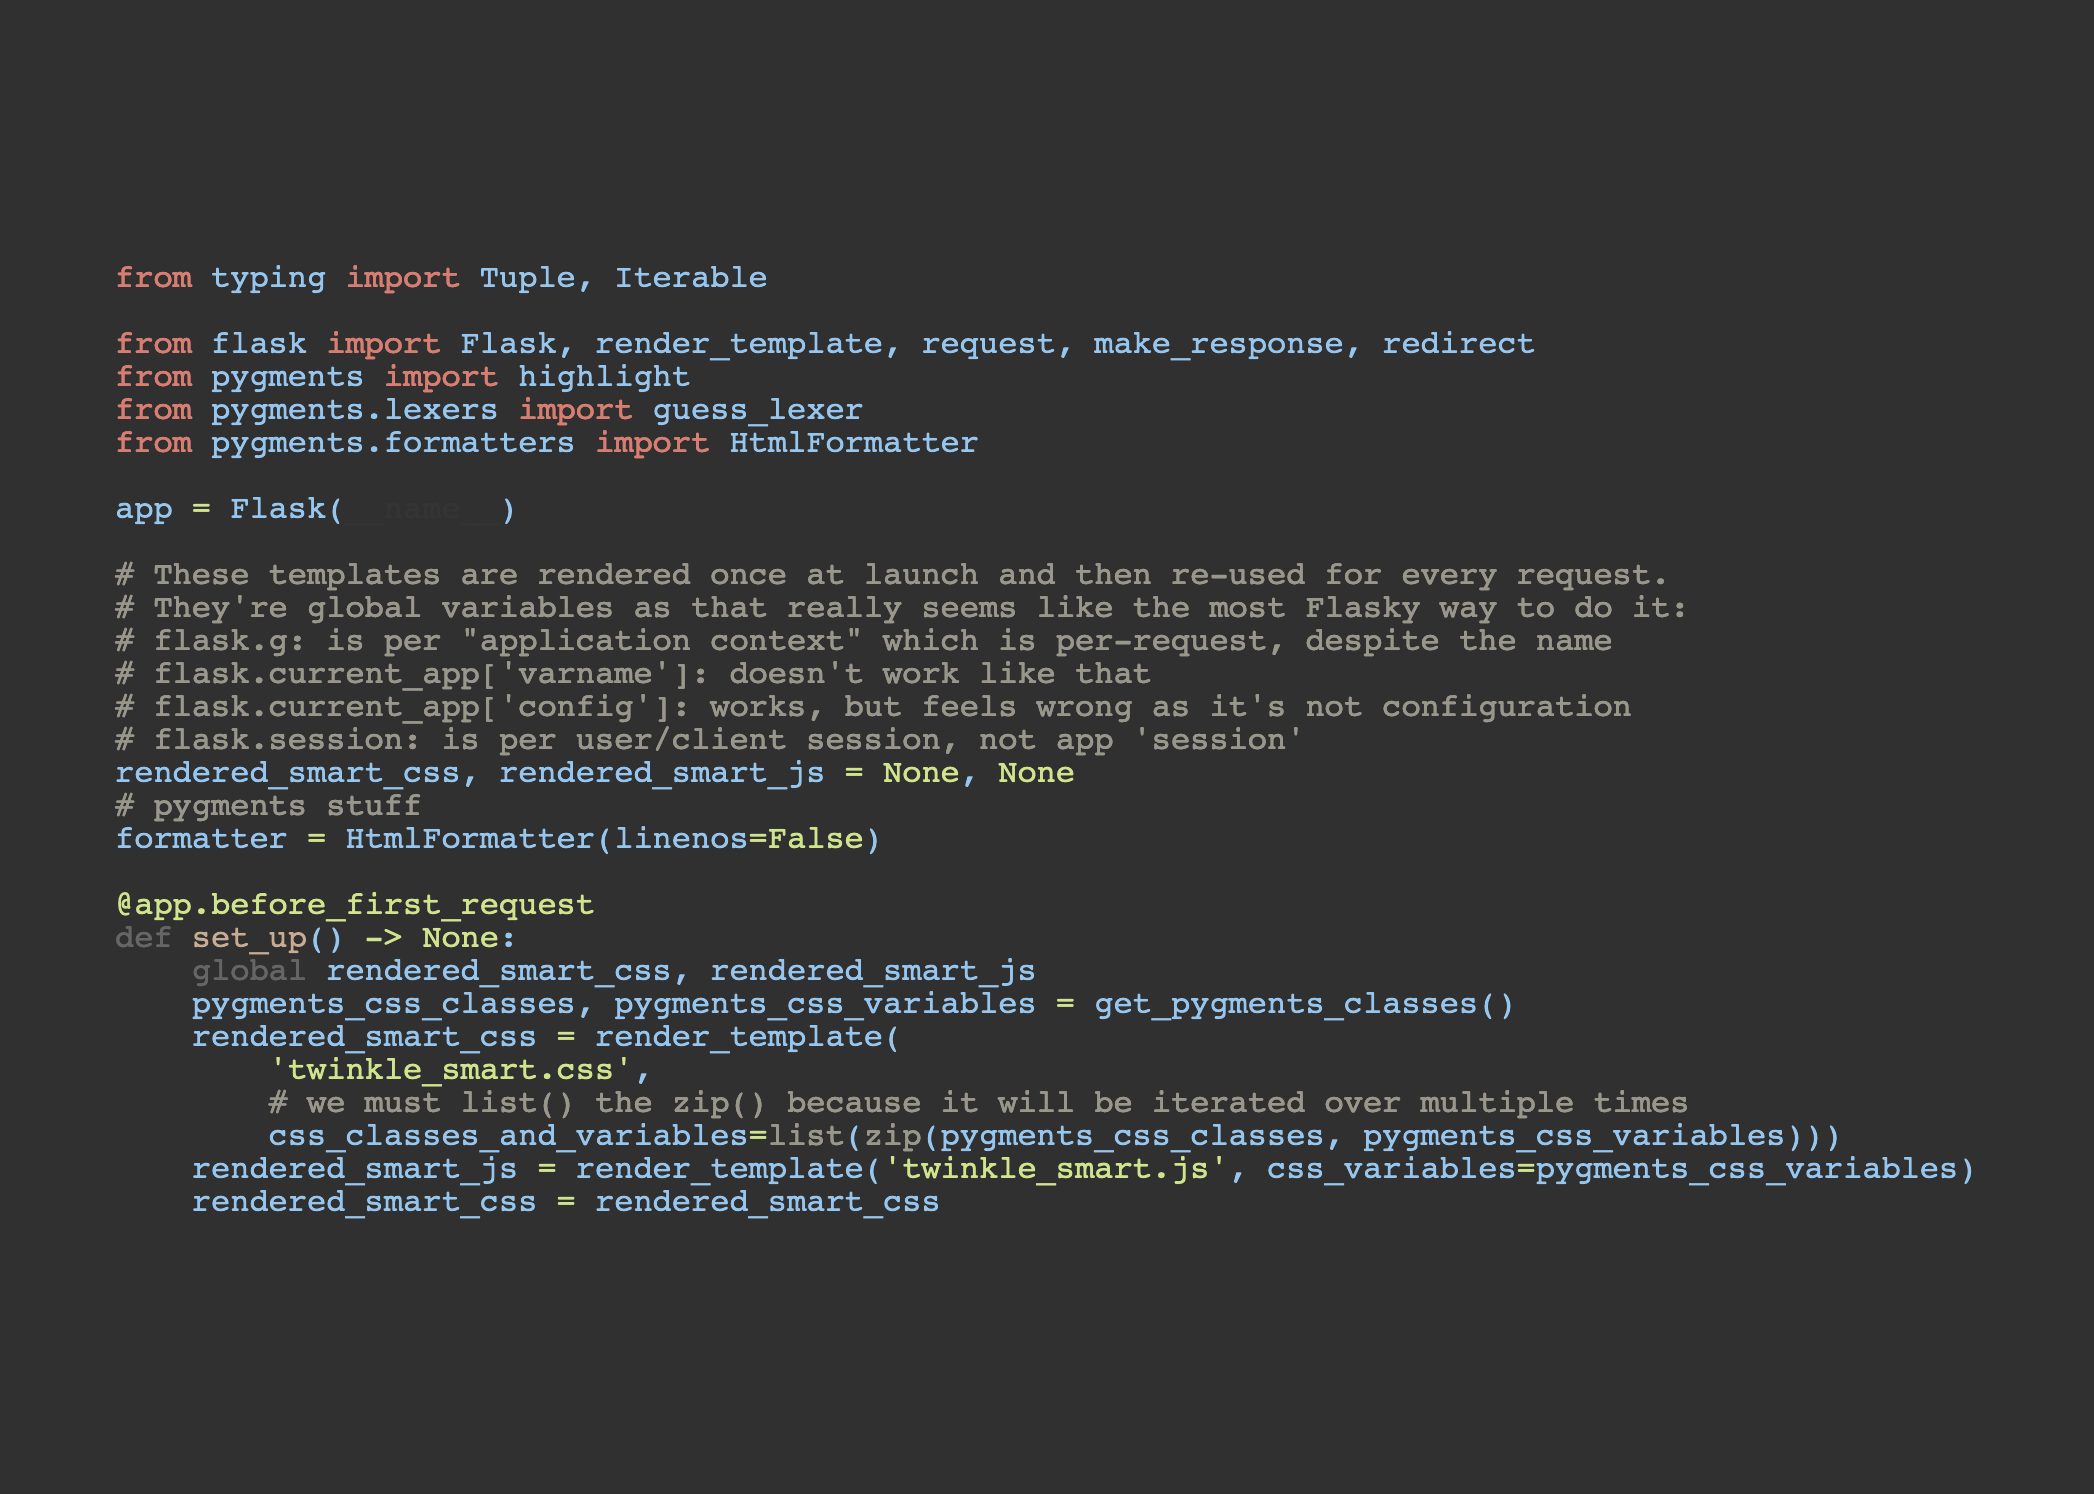 from typing import Tuple, Iterable

from flask import Flask, render_template, request, make_response, redirect
from pygments import highlight
from pygments.lexers import guess_lexer
from pygments.formatters import HtmlFormatter

app = Flask(__name__)

# These templates are rendered once at launch and then re-used for every request.
# They're global variables as that really seems like the most Flasky way to do it:
# flask.g: is per "application context" which is per-request, despite the name
# flask.current_app['varname']: doesn't work like that
# flask.current_app['config']: works, but feels wrong as it's not configuration
# flask.session: is per user/client session, not app 'session'
rendered_smart_css, rendered_smart_js = None, None
# pygments stuff
formatter = HtmlFormatter(linenos=False)

@app.before_first_request
def set_up() -> None:
    global rendered_smart_css, rendered_smart_js
    pygments_css_classes, pygments_css_variables = get_pygments_classes()
    rendered_smart_css = render_template(
        'twinkle_smart.css',
        # we must list() the zip() because it will be iterated over multiple times
        css_classes_and_variables=list(zip(pygments_css_classes, pygments_css_variables)))
    rendered_smart_js = render_template('twinkle_smart.js', css_variables=pygments_css_variables)
    rendered_smart_css = rendered_smart_css